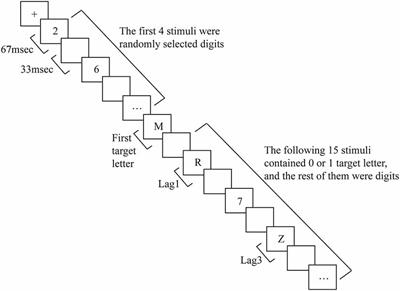 +
2
The first 4 stimuli were
randomly selected digits
67msec
33msec
6
...
M
First
target
letter
The following 15 stimuli
contained 0 or 1 target letter,
and the rest of them were digits
R
Lag1
7
Z
Lag3
...